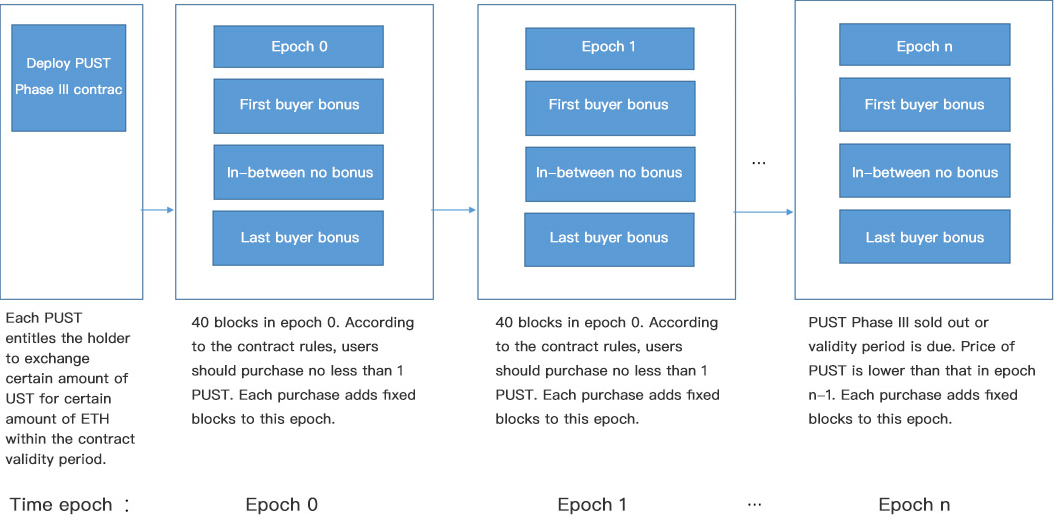 Deploy PUST
Phase III contrac
Epoch 0
First buyer bonus
In-between no bonus
Last buyer bonus
Epoch 1
First buyer bonus
In-between no bonus
Last buyer bonus
...
Epoch n
First buyer bonus
In-between no bonus
Last buyer bonus
Each PUST
entitles the holder
to exchange
certain amount of
UST for certain
amount of ETH
within the contract
validity period.
40 blocks in epoch 0. According
to the contract rules, users
should purchase no less than 1
PUST. Each purchase adds fixed
blocks to this epoch.
40 blocks in epoch 0. According
to the contract rules, users
should purchase no less than 1
PUST. Each purchase adds fixed
blocks to this epoch.
PUST Phase III sold out or
validity period is due. Price of
PUST is lower than that in epoch
n-1. Each purchase adds fixed
blocks to this epoch.
Time epoch : Epoch 0 Epoch 1 ... Epoch n